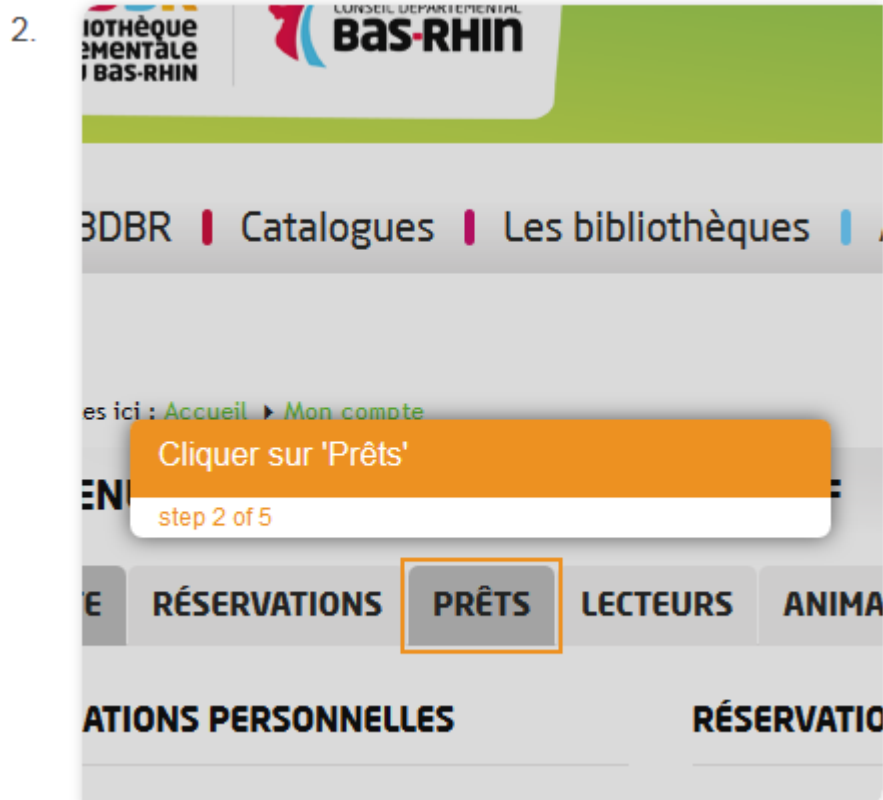 2.
IOTHÈQUE
EMENTALE
U BAS-RHIN
CONSEIL DÉPARTEMENTAL
BAS-RHIN
BDBR | Catalogues | Les bibliothèques |
es ici : Accueil ▸ Mon compte
Cliquer sur 'Prêts'
ENU
step 2 of 5
E RÉSERVATIONS PRÊTS LECTEURS ANIMA
ATIONS PERSONNELLES RÉSERVATIO